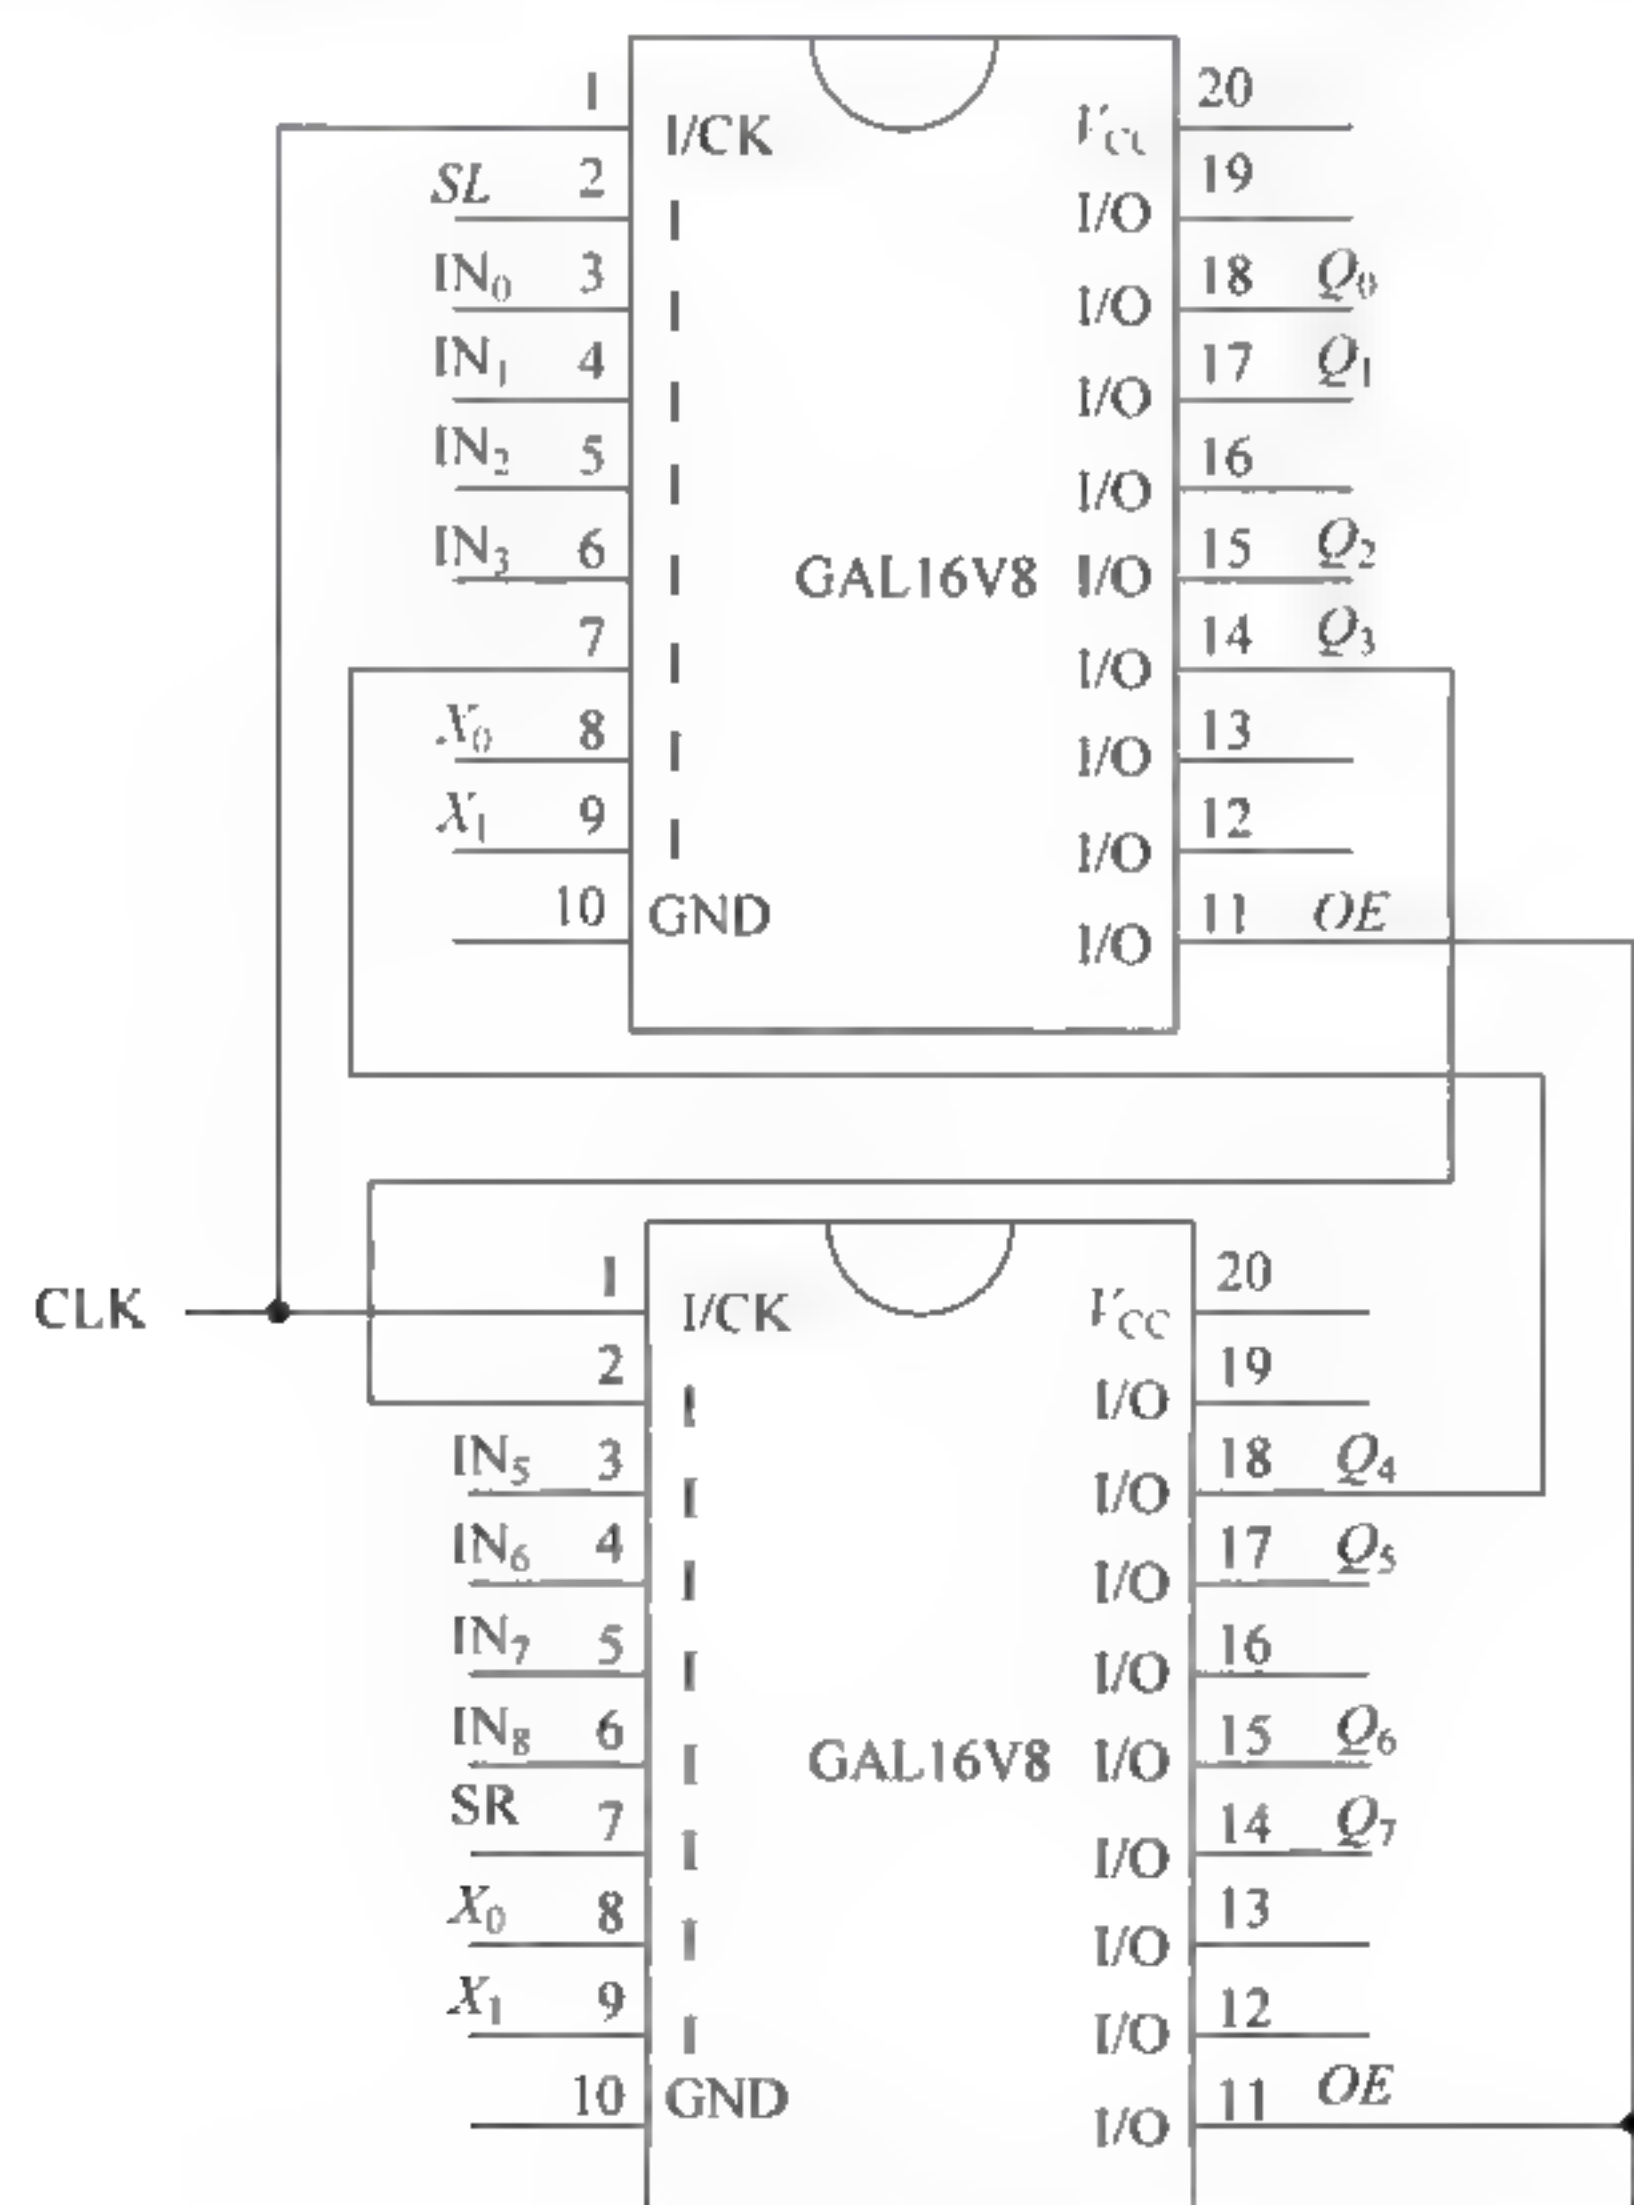 1 I/CK V_CC 20
SL 2 I I/O 19
IN0 3 I I/O 18 Q0
IN1 4 I I/O 17 Q1
IN2 5 I I/O 16
IN3 6 I GAL16V8 I/O 15 Q2
7 I I/O 14 Q3
X0 8 I I/O 13
X1 9 I I/O 12
10 GND I/O 11 OE
CLK 1 I/CK VCC 20
2 I I/O 19
IN5 3 I I/O 18 Q4
IN6 4 I I/O 17 Q5
IN7 5 I I/O 16
IN8 6 I GAL16V8 I/O 15 Q6
SR 7 I I/O 14 Q7
X0 8 I I/O 13
X1 9 I I/O 12
10 GND I/O 11 OE